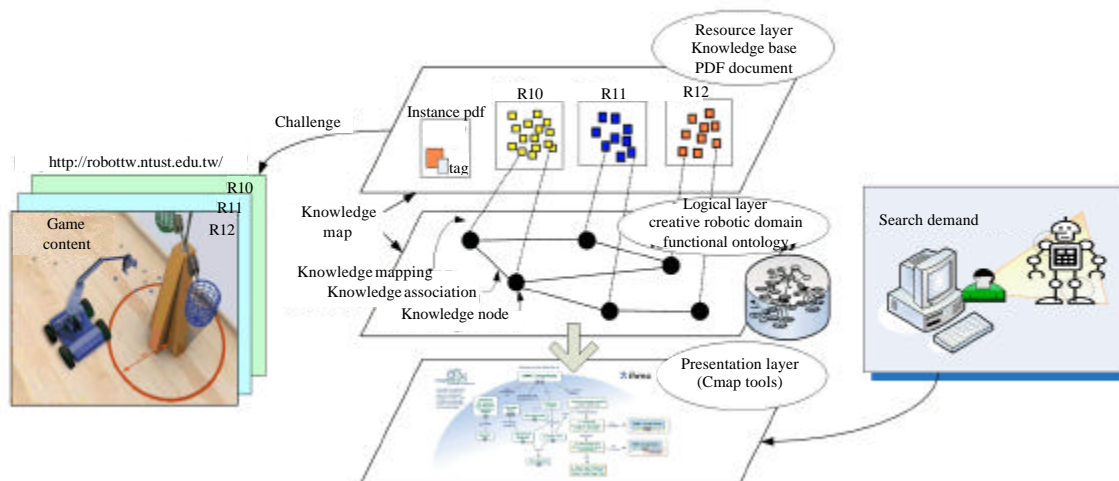 Resource layer
Knowledge base
PDF document
R10
R11
R12
Instance pdf
tag
Challenge
http://robottw.ntust.edu.tw/
R10
R11
R12
Game
content
Knowledge
map
Logical layer
creative robotic domain
functional ontology
Knowledge mapping
Knowledge association
Knowledge node
Search demand
Presentation layer
(Cmap tools)
ihmc